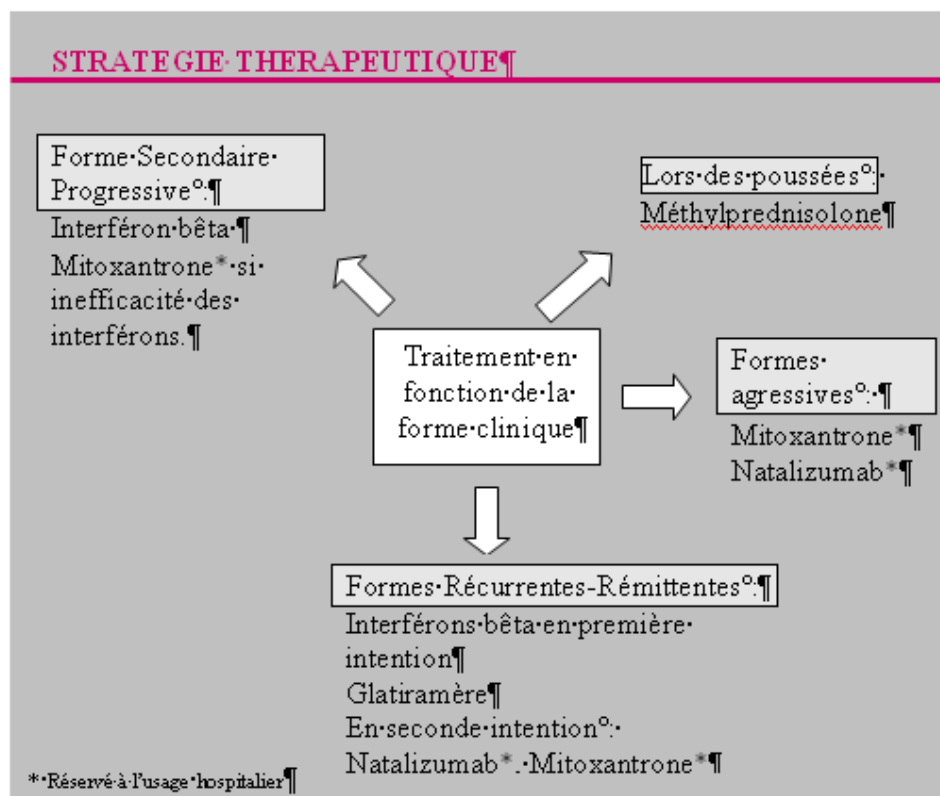 STRATEGIE·THERAPEUTIQUE¶
Forme·Secondaire·
Progressive°:¶
Interféron·bêta·¶
Mitoxantrone*·si·
inefficacité·des·
interférons.¶
Lors·des·poussées°:·
Méthylprednisolone¶
Traitement·en·
fonction·de·la·
forme·clinique¶
Formes·
agressives°:·¶
Mitoxantrone*¶
Natalizumab*¶
Formes·Récurrentes-Rémittentes°:¶
Interférons·bêta·en·première·
intention¶
Glatiramère¶
En·seconde·intention°:·
Natalizumab*.·Mitoxantrone*¶
*·Réservé·à·l'usage·hospitalier¶